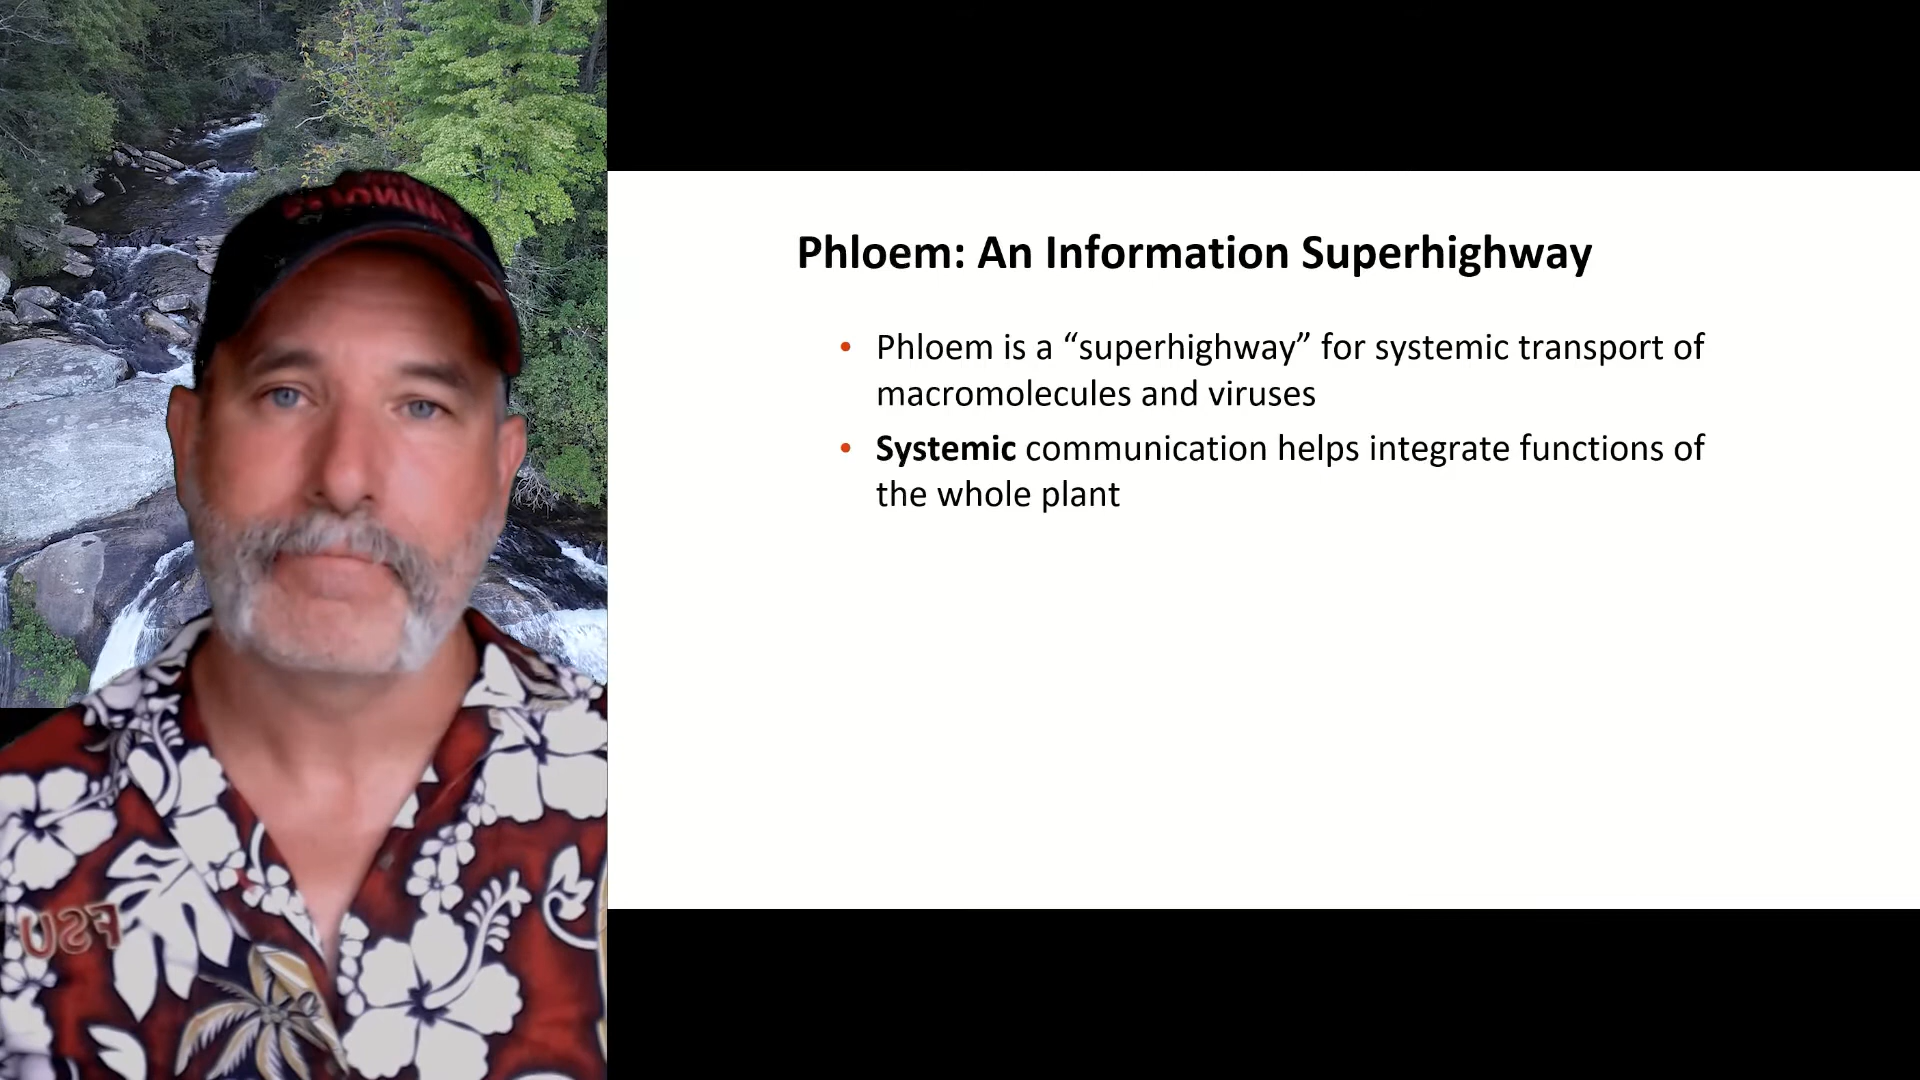 Phloem: An Information Superhighway
• Phloem is a “superhighway” for systemic transport of
macromolecules and viruses
• Systemic communication helps integrate functions of
the whole plant
FSU